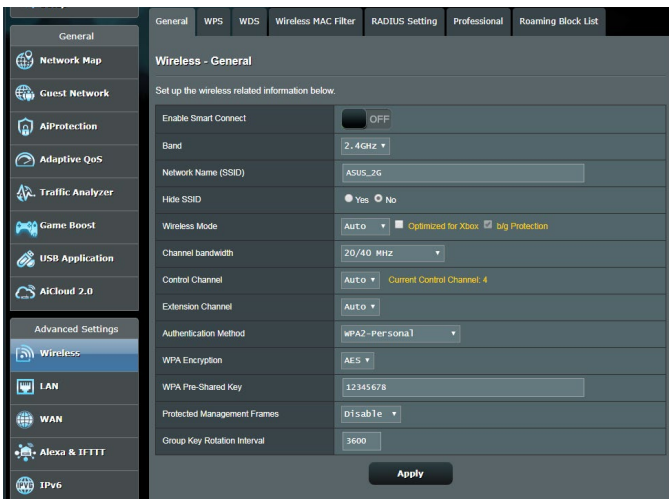 General WPS WDS Wireless MAC Filter RADIUS Setting Professional Roaming Block List
General
Network Map
Guest Network
AiProtection
Adaptive QoS
Traffic Analyzer
Game Boost
USB Application
AiCloud 2.0
Advanced Settings
Wireless
LAN
WAN
Alexa & IFTTT
IPv6
Wireless - General
Set up the wireless related information below.
Enable Smart Connect OFF
Band 2.4GHz
Network Name (SSID) ASUS_2G
Hide SSID Yes No
Wireless Mode Auto Optimized for Xbox b/g Protection
Channel bandwidth 20/40 MHz
Control Channel Auto Current Control Channel: 4
Extension Channel Auto
Authentication Method WPA2-Personal
WPA Encryption AES
WPA Pre-Shared Key 12345678
Protected Management Frames Disable
Group Key Rotation Interval 3600
Apply